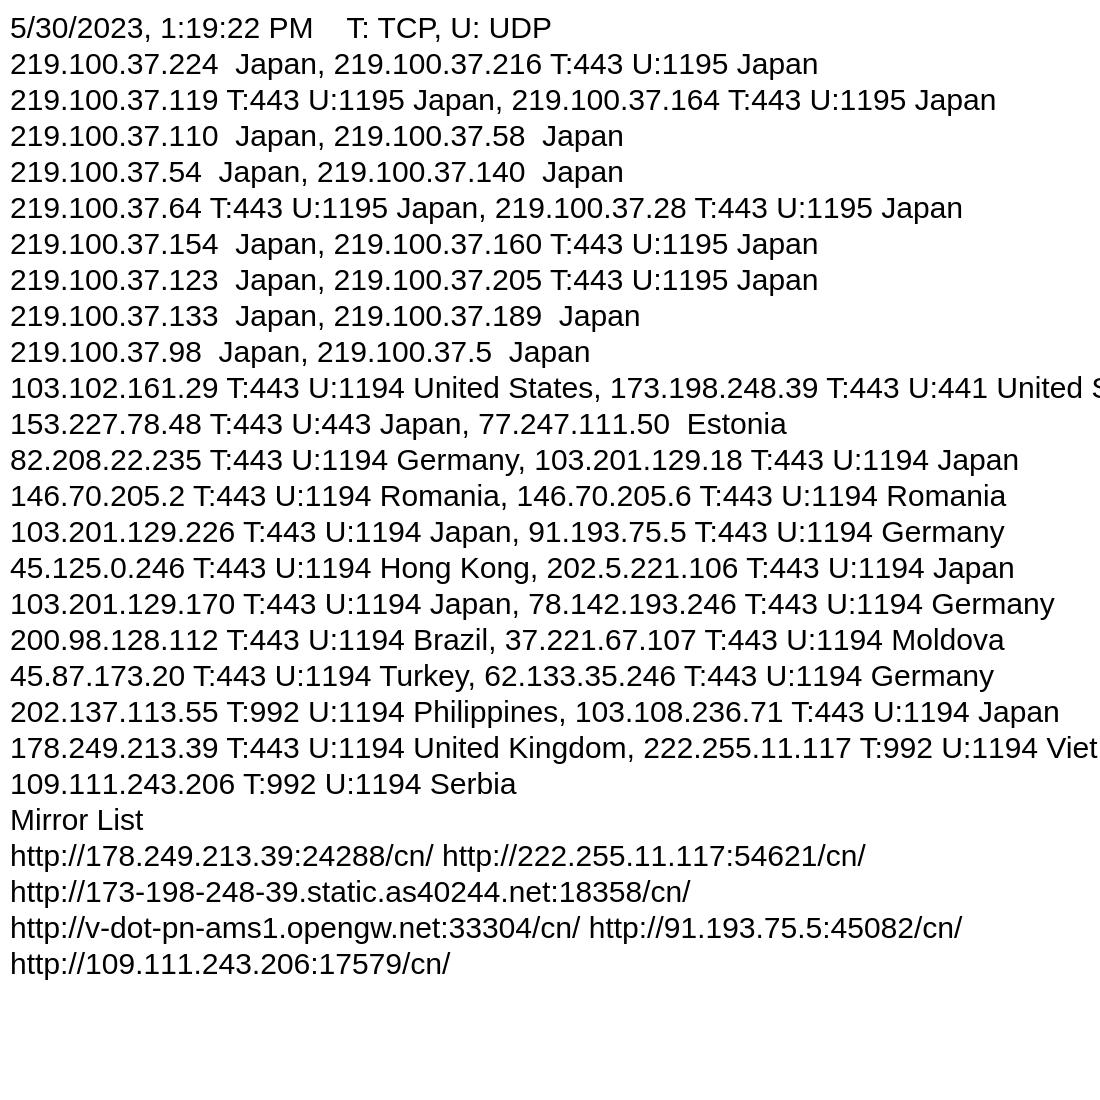 5/30/2023, 1:19:22 PM    T: TCP, U: UDP
219.100.37.224  Japan, 219.100.37.216 T:443 U:1195 Japan
219.100.37.119 T:443 U:1195 Japan, 219.100.37.164 T:443 U:1195 Japan
219.100.37.110  Japan, 219.100.37.58  Japan
219.100.37.54  Japan, 219.100.37.140  Japan
219.100.37.64 T:443 U:1195 Japan, 219.100.37.28 T:443 U:1195 Japan
219.100.37.154  Japan, 219.100.37.160 T:443 U:1195 Japan
219.100.37.123  Japan, 219.100.37.205 T:443 U:1195 Japan
219.100.37.133  Japan, 219.100.37.189  Japan
219.100.37.98  Japan, 219.100.37.5  Japan
103.102.161.29 T:443 U:1194 United States, 173.198.248.39 T:443 U:441 United
153.227.78.48 T:443 U:443 Japan, 77.247.111.50  Estonia
82.208.22.235 T:443 U:1194 Germany, 103.201.129.18 T:443 U:1194 Japan
146.70.205.2 T:443 U:1194 Romania, 146.70.205.6 T:443 U:1194 Romania
103.201.129.226 T:443 U:1194 Japan, 91.193.75.5 T:443 U:1194 Germany
45.125.0.246 T:443 U:1194 Hong Kong, 202.5.221.106 T:443 U:1194 Japan
103.201.129.170 T:443 U:1194 Japan, 78.142.193.246 T:443 U:1194 Germany
200.98.128.112 T:443 U:1194 Brazil, 37.221.67.107 T:443 U:1194 Moldova
45.87.173.20 T:443 U:1194 Turkey, 62.133.35.246 T:443 U:1194 Germany
202.137.113.55 T:992 U:1194 Philippines, 103.108.236.71 T:443 U:1194 Japan
178.249.213.39 T:443 U:1194 United Kingdom, 222.255.11.117 T:992 U:1194 Viet
109.111.243.206 T:992 U:1194 Serbia
Mirror List
http://178.249.213.39:24288/cn/ http://222.255.11.117:54621/cn/
http://173-198-248-39.static.as40244.net:18358/cn/
http://v-dot-pn-ams1.opengw.net:33304/cn/ http://91.193.75.5:45082/cn/
http://109.111.243.206:17579/cn/